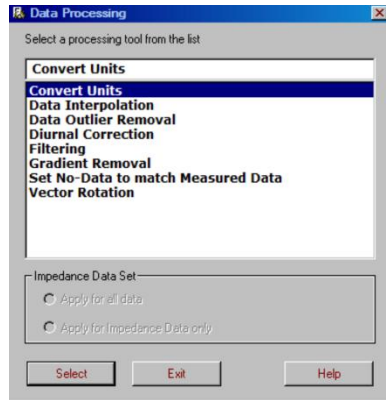 Data Processing
Select a processing tool from the list
Convert Units
Convert Units
Data Interpolation
Data Outlier Removal
Diurnal Correction
Filtering
Gradient Removal
Set No-Data to match Measured Data
Vector Rotation
Impedance Data Set
Apply for all data
Apply for Impedance Data only
Select Exit Help